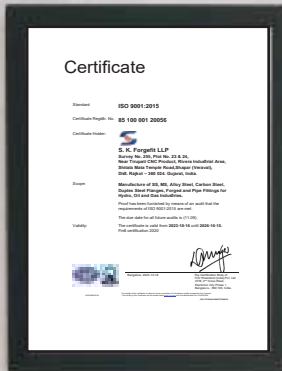 Certificate
Standard ISO 9001:2015
Certificate Registr. No. 85 100 001 20056
Certificate Holder:
S. K. Forgefit LLP
Survey No. 255, Plot No. 23 & 24,
Near Tirupati CNC Product, Rivera Industrial Area,
Shitala Mata Temple Road, Shapar (Veraval),
Dist. Rajkot – 360 024. Gujarat, India.
Scope: Manufacture of SS, MS, Alloy Steel, Carbon Steel,
Duplex Steel Flanges, Forged and Pipe Fittings for
Hydro, Oil and Gas Industries.
Proof has been furnished by means of an audit that the
requirements of ISO 9001:2015 are met.
The due date for all future audits is (11.09).
Validity: The certificate is valid from 2023-10-16 until 2026-10-15.
First certification 2020